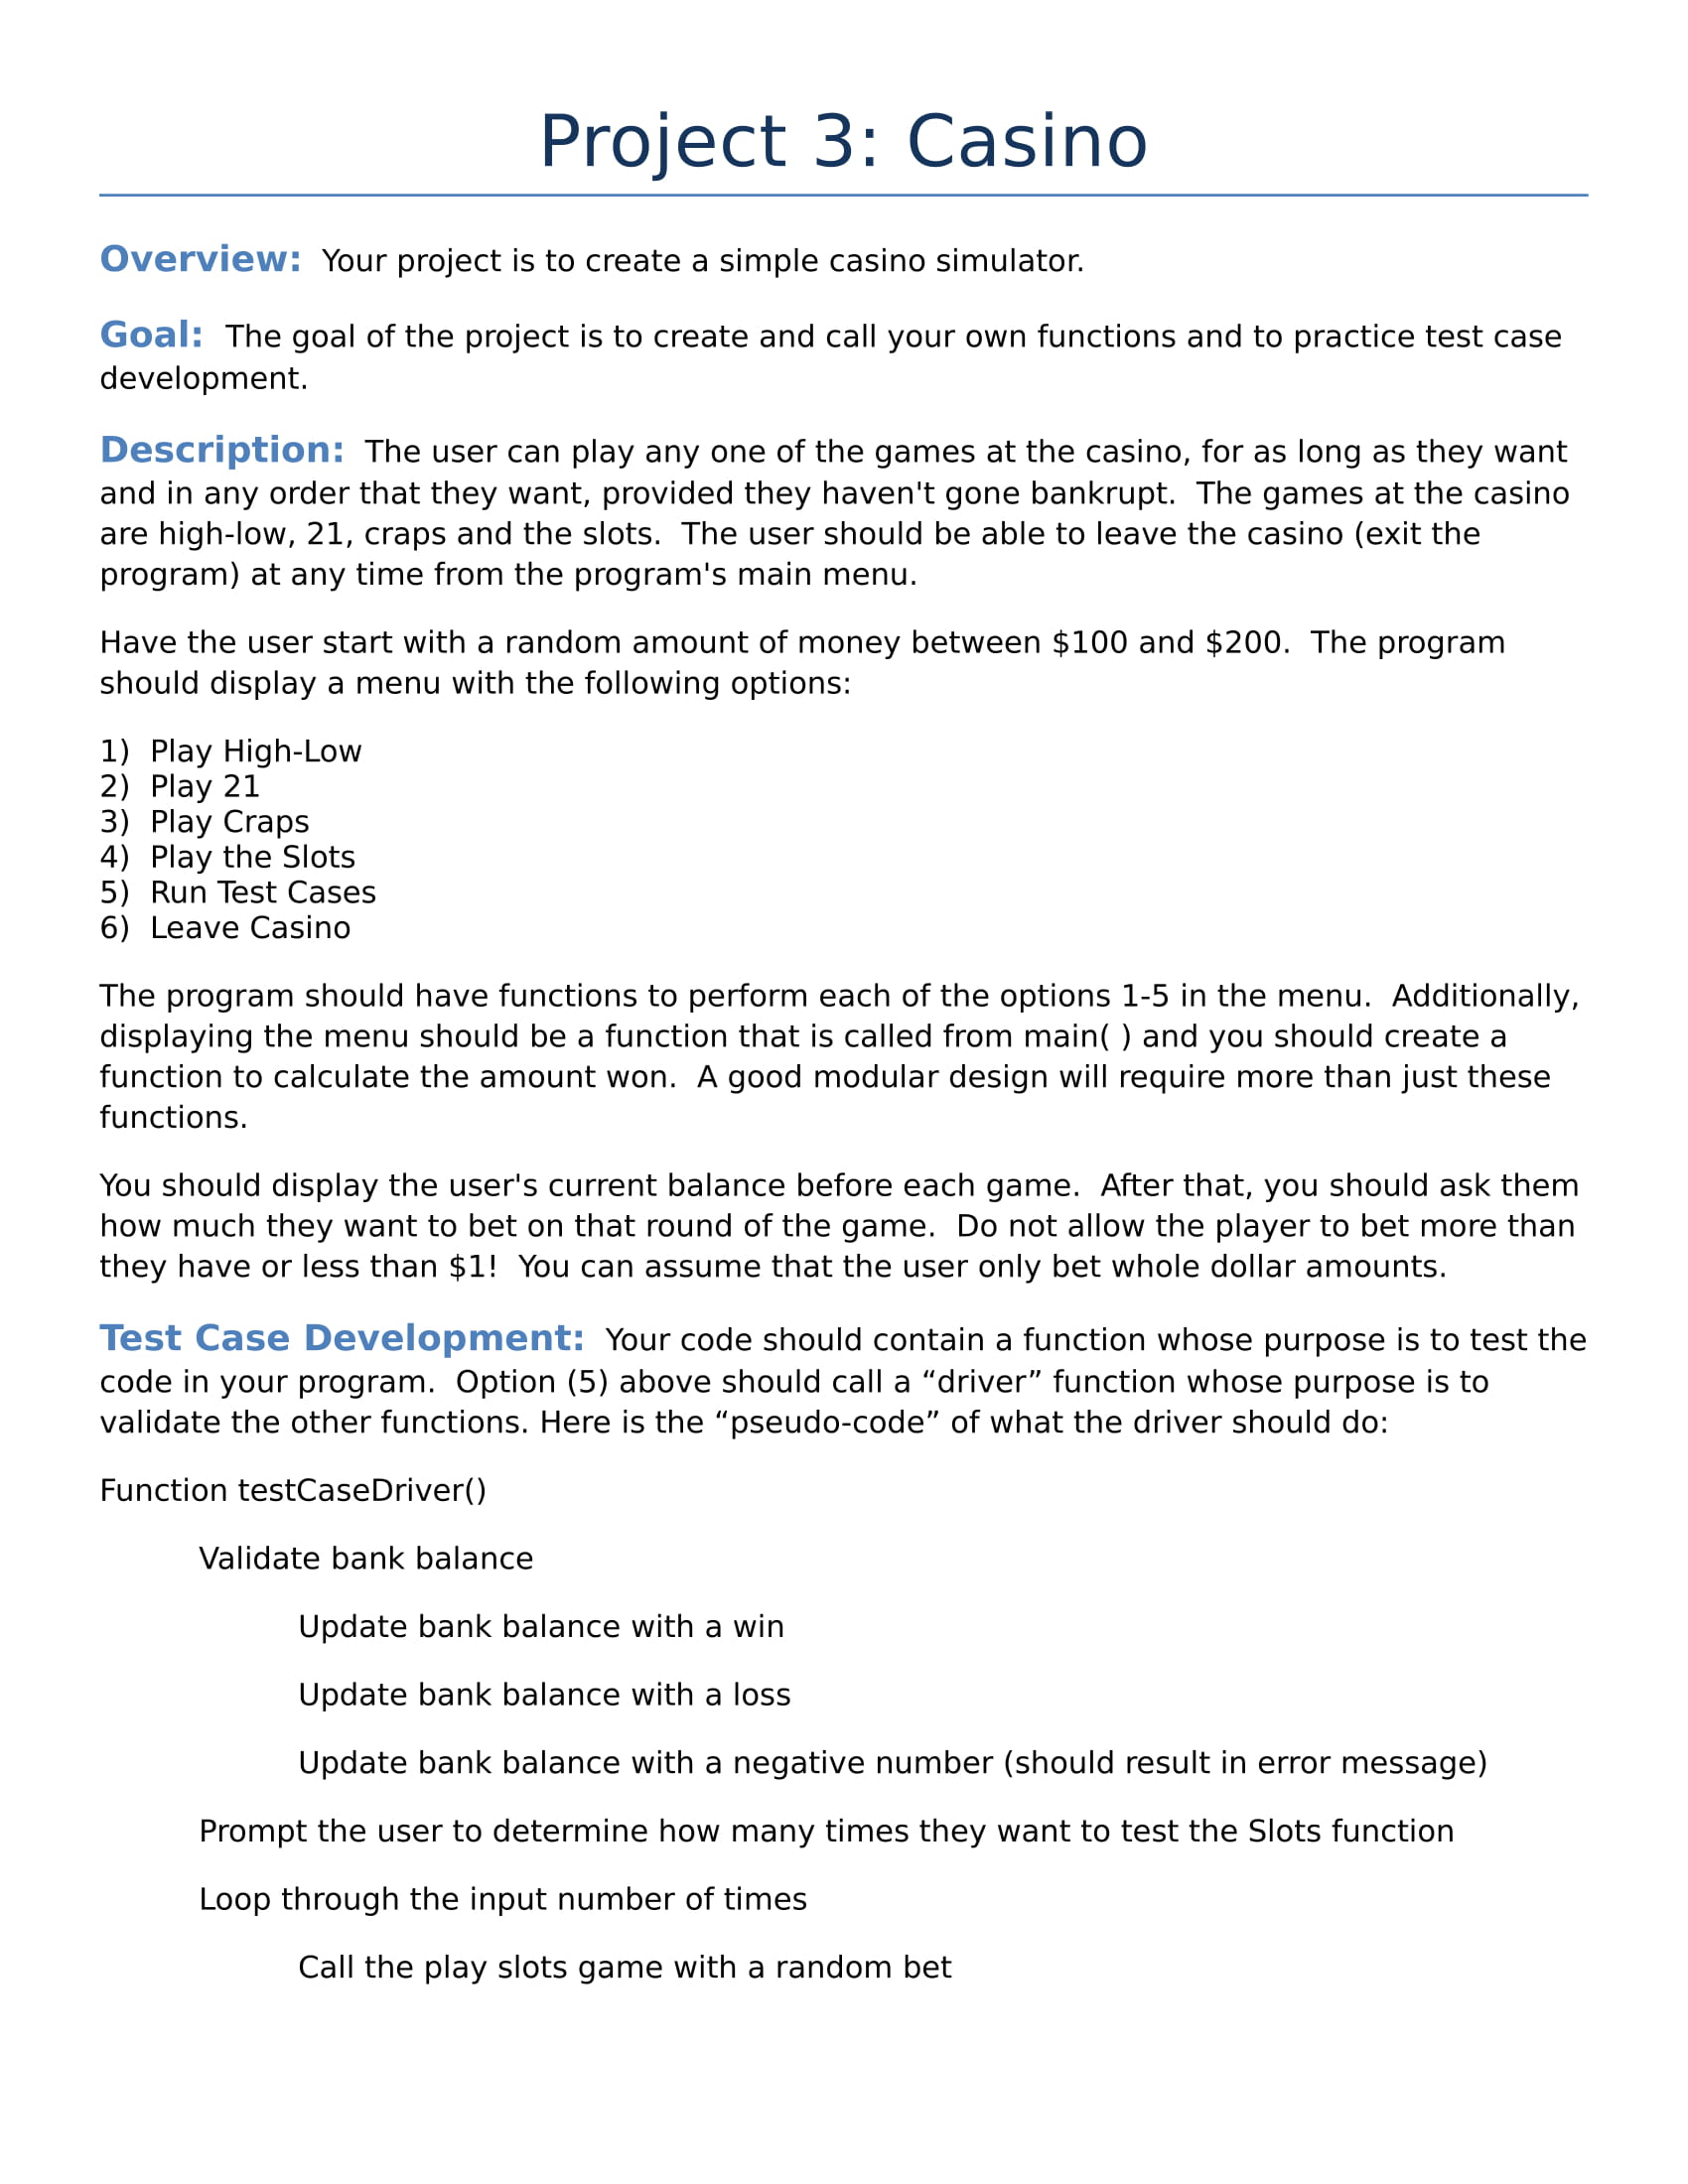 Project 3: Casino
Overview:  Your project is to create a simple casino simulator.
Goal:  The goal of the project is to create and call your own functions and to practice test case
development.
Description:  The user can play any one of the games at the casino, for as long as they want
and in any order that they want, provided they haven't gone bankrupt.  The games at the casino
are high-low, 21, craps and the slots.  The user should be able to leave the casino (exit the
program) at any time from the program's main menu.
Have the user start with a random amount of money between $100 and $200.  The program
should display a menu with the following options:
1)  Play High-Low
2)  Play 21
3)  Play Craps
4)  Play the Slots
5)  Run Test Cases
6)  Leave Casino
The program should have functions to perform each of the options 1-5 in the menu.  Additionally,
displaying the menu should be a function that is called from main( ) and you should create a
function to calculate the amount won.  A good modular design will require more than just these
functions.
You should display the user's current balance before each game.  After that, you should ask them
how much they want to bet on that round of the game.  Do not allow the player to bet more than
they have or less than $1!  You can assume that the user only bet whole dollar amounts.
Test Case Development:  Your code should contain a function whose purpose is to test the
code in your program.  Option (5) above should call a “driver” function whose purpose is to
validate the other functions. Here is the “pseudo-code” of what the driver should do:
Function testCaseDriver()
Validate bank balance
Update bank balance with a win
Update bank balance with a loss
Update bank balance with a negative number (should result in error message)
Prompt the user to determine how many times they want to test the Slots function
Loop through the input number of times
Call the play slots game with a random bet